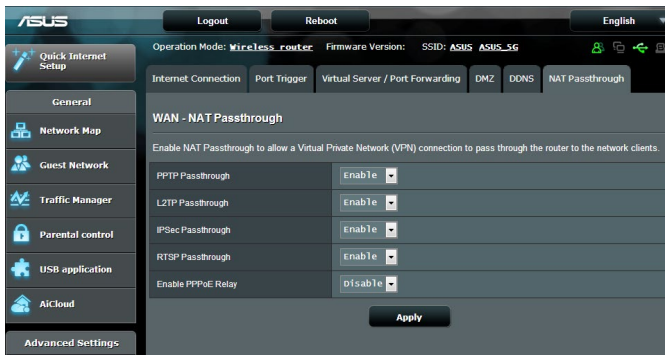 ASUS
Logout
Reboot
English
Quick Internet
Setup
Operation Mode: Wireless router Firmware Version: SSID: ASUS ASUS_5G
Internet Connection
Port Trigger
Virtual Server / Port Forwarding
DMZ
DDNS
NAT Passthrough
General
Network Map
Guest Network
Traffic Manager
Parental control
USB application
AiCloud
Advanced Settings
WAN - NAT Passthrough
Enable NAT Passthrough to allow a Virtual Private Network (VPN) connection to pass through the router to the network clients.
PPTP Passthrough Enable
L2TP Passthrough Enable
IPSec Passthrough Enable
RTSP Passthrough Enable
Enable PPPoE Relay Disable
Apply